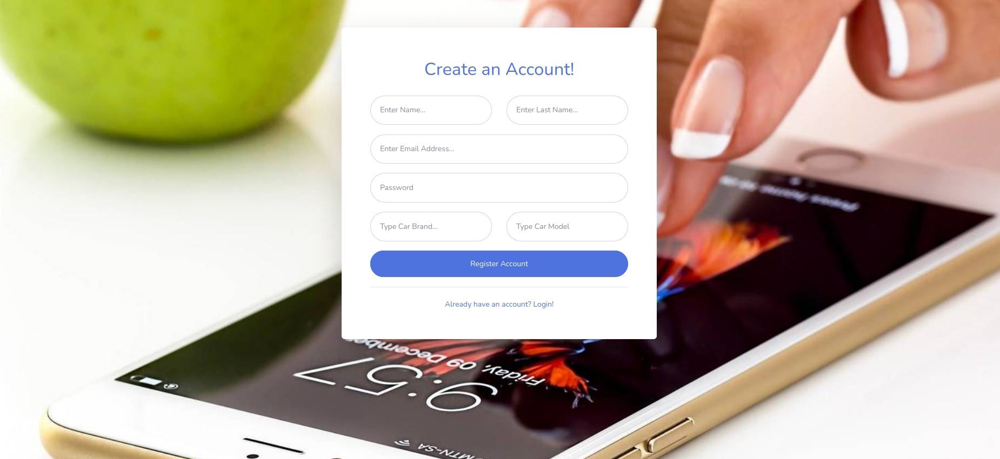 Create an Account!
Enter Name...
Enter Last Name...
Enter Email Address...
Password
Type Car Brand...
Type Car Model
Register Account
Already have an account? Login!
Friday, 09 December
9:57
MTN-SA